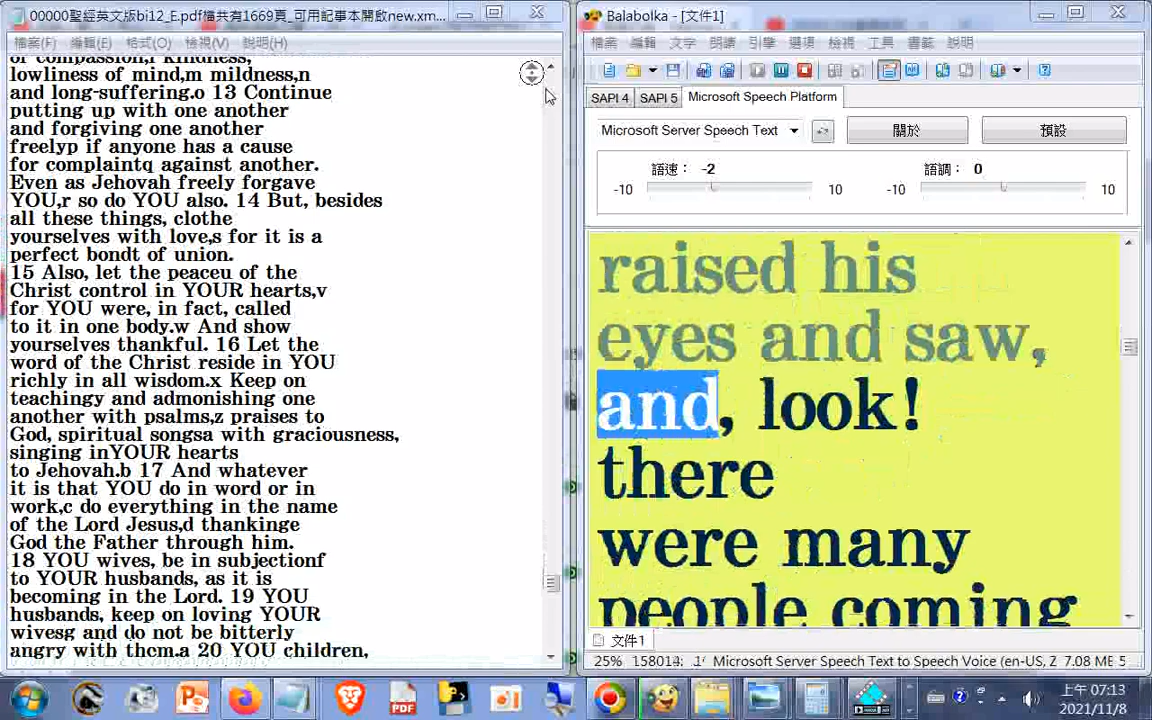 00000聖經英文版bi12_E.pdf檔共有1669頁_可用記事本開啟new.xm...
檔案(F) 編輯(E) 格式(O) 檢視(V) 說明(H)
of compassion,l kindness,
lowliness of mind,m mildness,n
and long-suffering.o 13 Continue
putting up with one another
and forgiving one another
freelyp if anyone has a cause
for complaintq against another.
Even as Jehovah freely forgave
YOU,r so do YOU also. 14 But, besides
all these things, clothe
yourselves with love,s for it is a
perfect bondt of union.
15 Also, let the peaceu of the
Christ control in YOUR hearts,v
for YOU were, in fact, called
to it in one body.w And show
yourselves thankful. 16 Let the
word of the Christ reside in YOU
richly in all wisdom.x Keep on
teachingy and admonishing one
another with psalms,z praises to
God, spiritual songsa with graciousness,
singing inYOUR hearts
to Jehovah.b 17 And whatever
it is that YOU do in word or in
work,c do everything in the name
of the Lord Jesus,d thankinge
God the Father through him.
18 YOU wives, be in subjectionf
to YOUR husbands, as it is
becoming in the Lord. 19 YOU
husbands, keep on loving YOUR
wivesg and do not be bitterly
angry with them.a 20 YOU children,
Balabolka - [文件1]
檔案 編輯 文字 閱讀 引擎 選項 檢視 工具 書籤 說明
SAPI 4 SAPI 5 Microsoft Speech Platform
Microsoft Server Speech Text 關於 預設
語速： -2 語調： 0
-10 10 -10 10
raised his
eyes and saw,
and, look!
there
were many
people coming
文件1
25% 158014: Microsoft Server Speech Text to Speech Voice (en-US, Z 7.08 MB 5
PDF
上午 07:13
2021/11/8